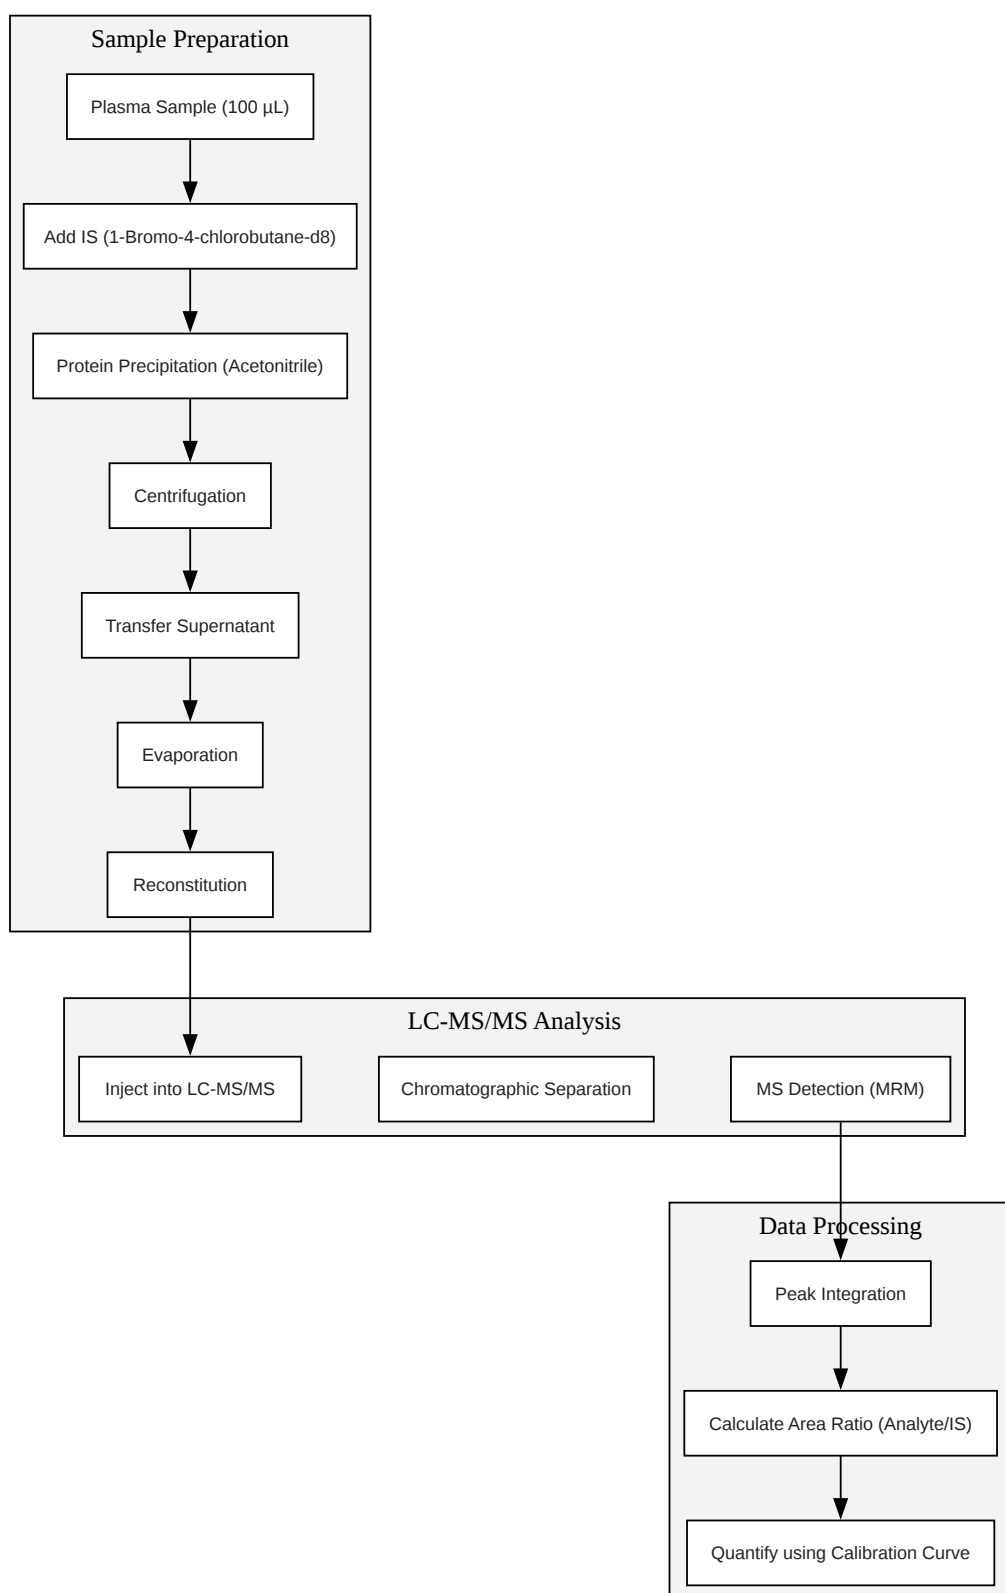 Sample Preparation
Plasma Sample (100 µL)
Add IS (1-Bromo-4-chlorobutane-d8)
Protein Precipitation (Acetonitrile)
Centrifugation
Transfer Supernatant
Evaporation
Reconstitution
LC-MS/MS Analysis
Inject into LC-MS/MS
Chromatographic Separation
MS Detection (MRM)
Data Processing
Peak Integration
Calculate Area Ratio (Analyte/IS)
Quantify using Calibration Curve